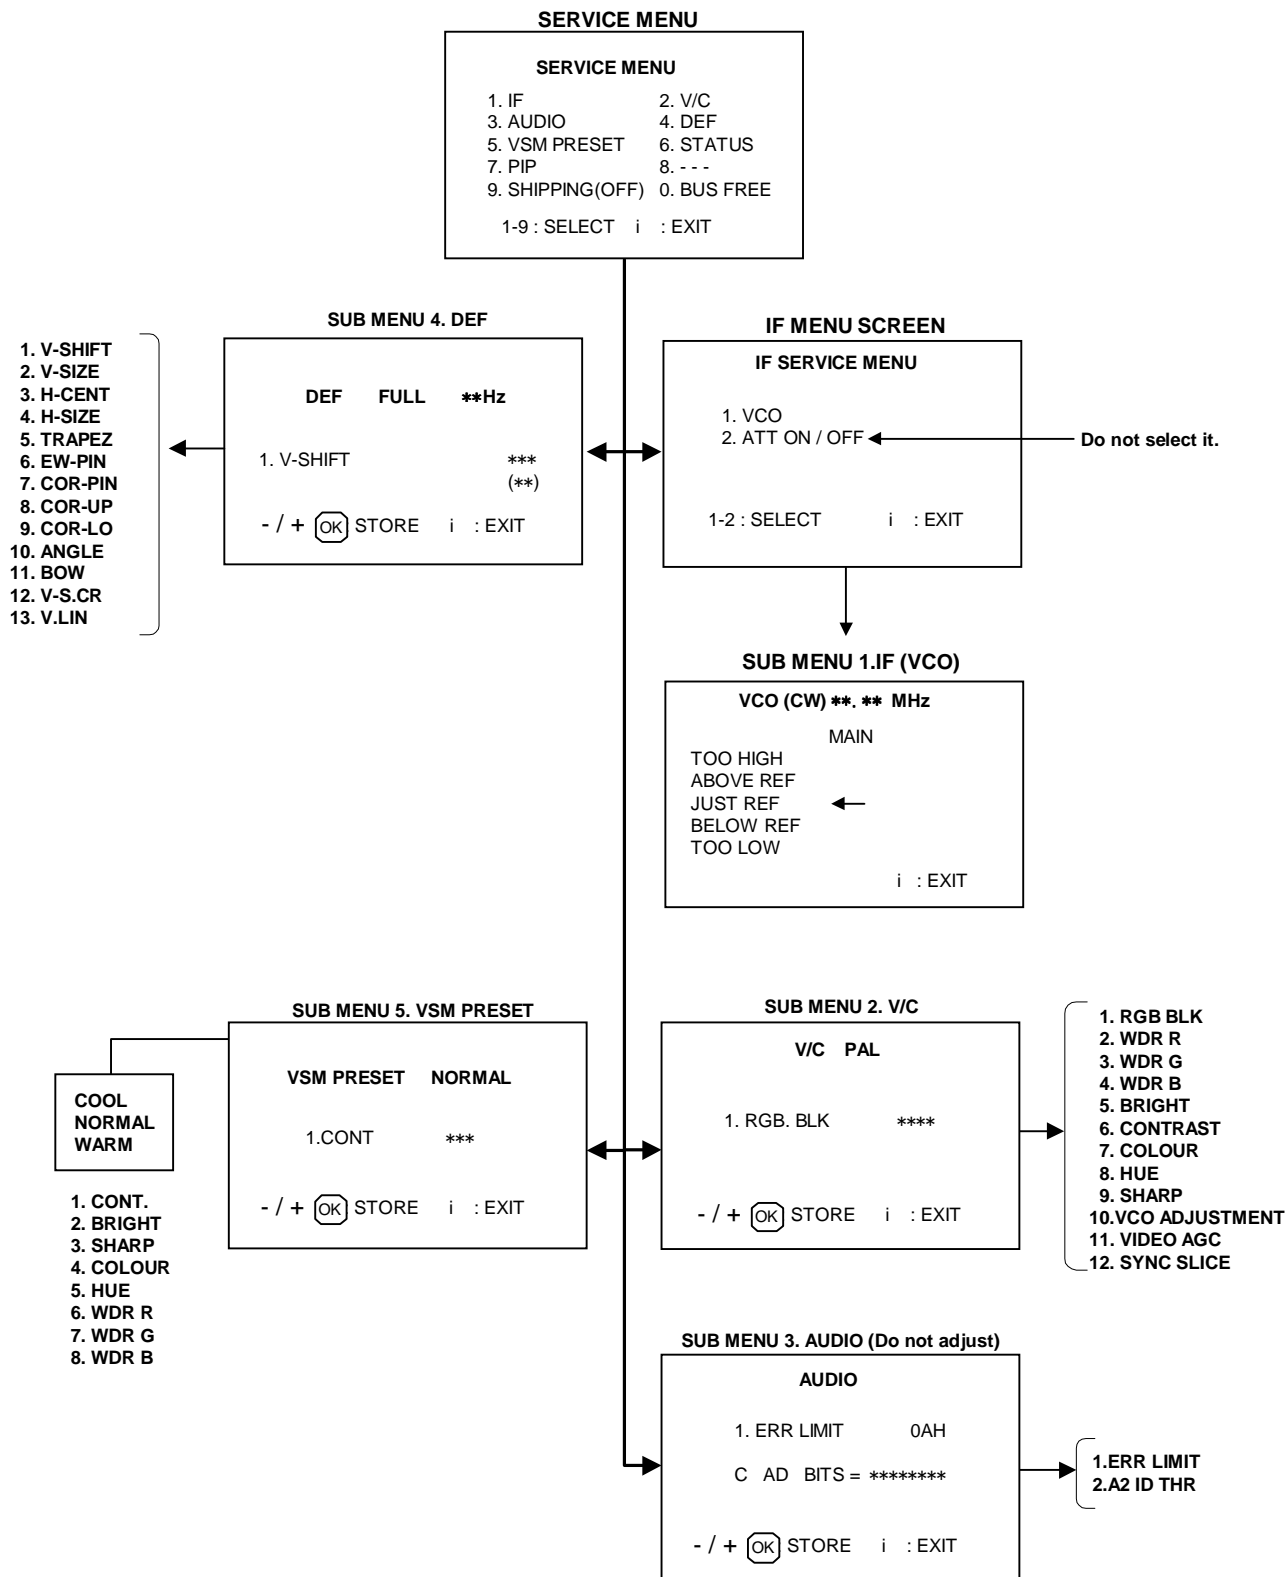 SERVICE MENU
SERVICE MENU
1. IF 2. V/C
3. AUDIO 4. DEF
5. VSM PRESET 6. STATUS
7. PIP 8. - - -
9. SHIPPING(OFF) 0. BUS FREE
1-9 : SELECT i : EXIT
SUB MENU 4. DEF
1. V-SHIFT
2. V-SIZE
3. H-CENT
4. H-SIZE
5. TRAPEZ
6. EW-PIN
7. COR-PIN
8. COR-UP
9. COR-LO
10. ANGLE
11. BOW
12. V-S.CR
13. V.LIN
DEF FULL **Hz
1. V-SHIFT ***
(**)
- / + OK STORE i : EXIT
IF MENU SCREEN
IF SERVICE MENU
1. VCO
2. ATT ON / OFF
Do not select it.
1-2 : SELECT i : EXIT
SUB MENU 1.IF (VCO)
VCO (CW) **. ** MHz
MAIN
TOO HIGH
ABOVE REF
JUST REF
BELOW REF
TOO LOW
i : EXIT
SUB MENU 5. VSM PRESET
VSM PRESET NORMAL
1.CONT ***
- / + OK STORE i : EXIT
COOL
NORMAL
WARM
1. CONT.
2. BRIGHT
3. SHARP
4. COLOUR
5. HUE
6. WDR R
7. WDR G
8. WDR B
SUB MENU 2. V/C
V/C PAL
1. RGB. BLK ****
- / + OK STORE i : EXIT
1. RGB BLK
2. WDR R
3. WDR G
4. WDR B
5. BRIGHT
6. CONTRAST
7. COLOUR
8. HUE
9. SHARP
10.VCO ADJUSTMENT
11. VIDEO AGC
12. SYNC SLICE
SUB MENU 3. AUDIO (Do not adjust)
AUDIO
1. ERR LIMIT 0AH
C AD BITS = ********
- / + OK STORE i : EXIT
1.ERR LIMIT
2.A2 ID THR